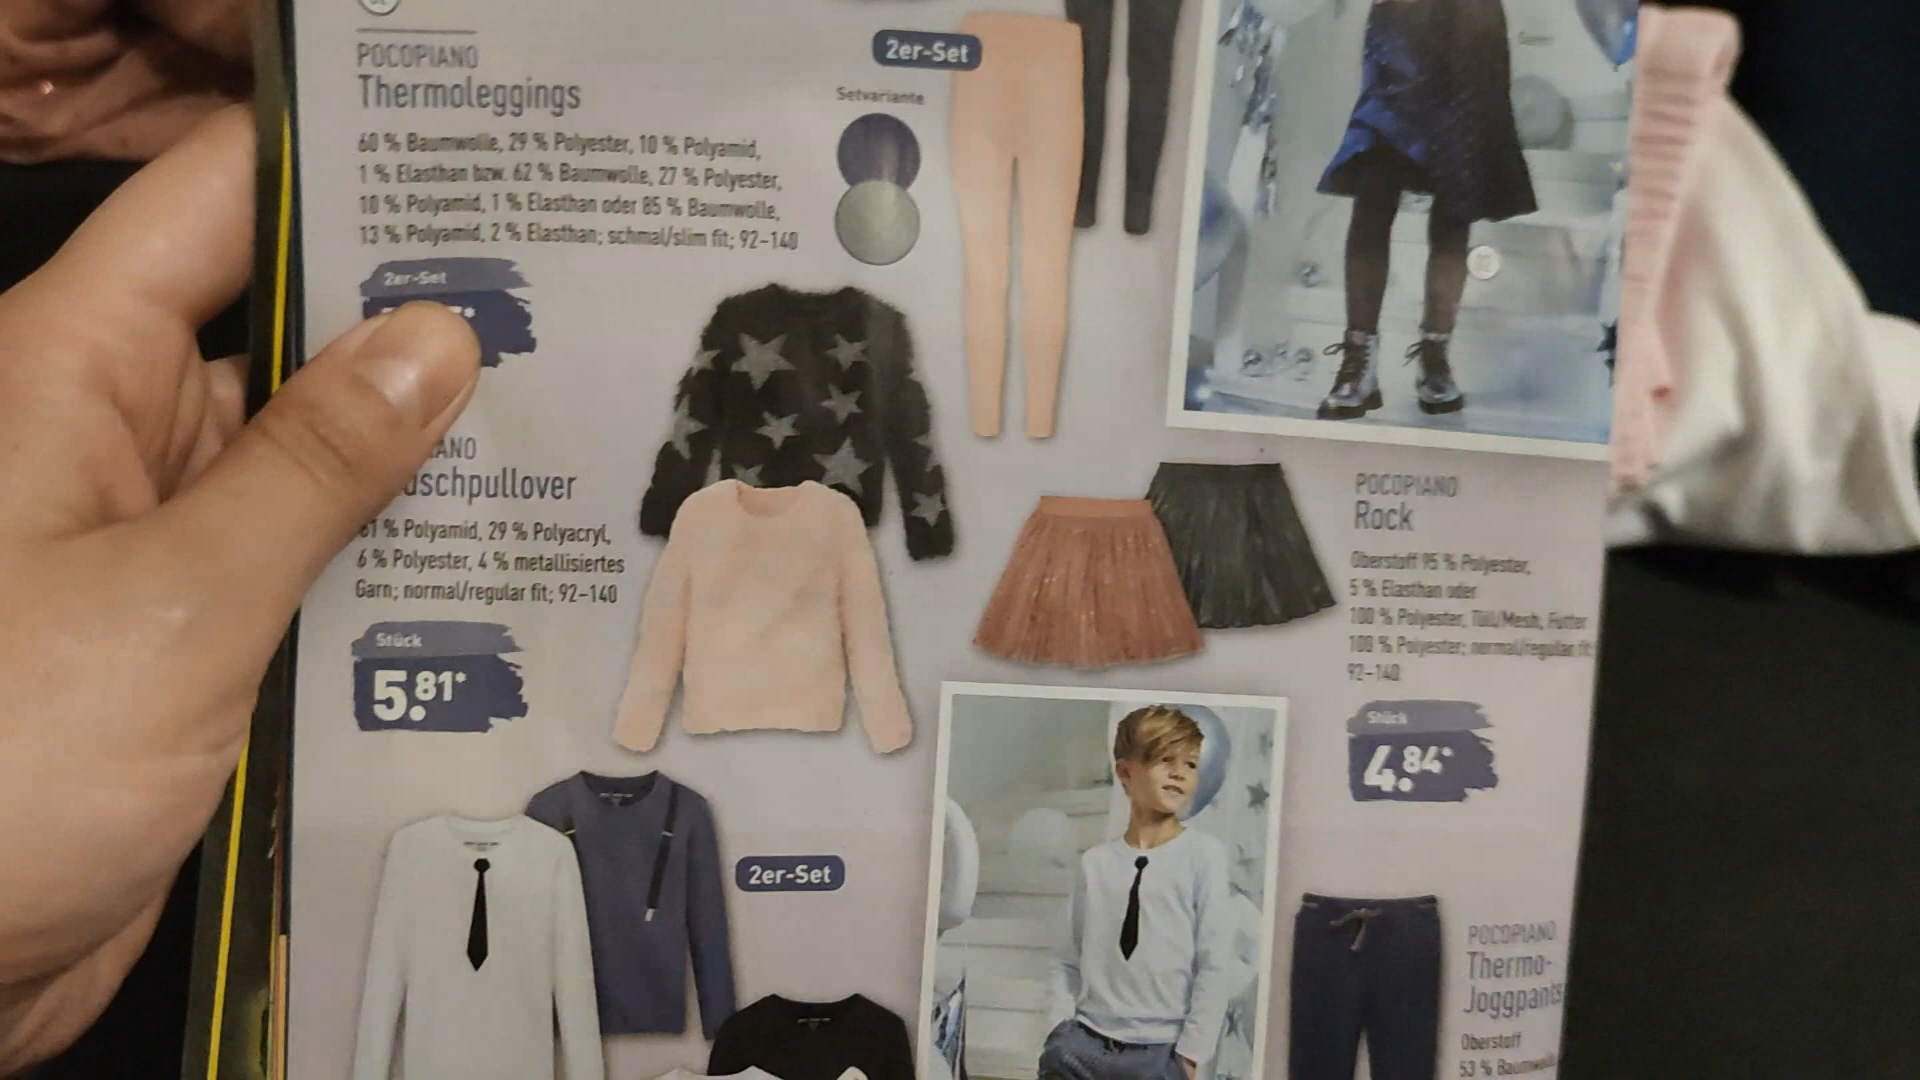 POCOPIANO
Thermoleggings
60 % Baumwolle, 29 % Polyester, 10 % Polyamid,
1 % Elasthan bzw. 62 % Baumwolle, 27 % Polyester,
10 % Polyamid, 1 % Elasthan oder 85 % Baumwolle,
13 % Polyamid, 2 % Elasthan; schmal/slim fit; 92–140
2er-Set
2er-Set
Setvariante
ANO
schpullover
61 % Polyamid, 29 % Polyacryl,
6 % Polyester, 4 % metallisiertes
Garn; normal/regular fit; 92–140
Stück
5.81*
POCOPIANO
Rock
Oberstoff 95 % Polyester,
5 % Elasthan oder
100 % Polyester, Tüll/Mesh, Futter
100 % Polyester; normal/regular fit
92–140
Stück
4.84*
2er-Set
POCOPIANO
Thermo-
Joggpants
Oberstoff
53 % Baumwolle